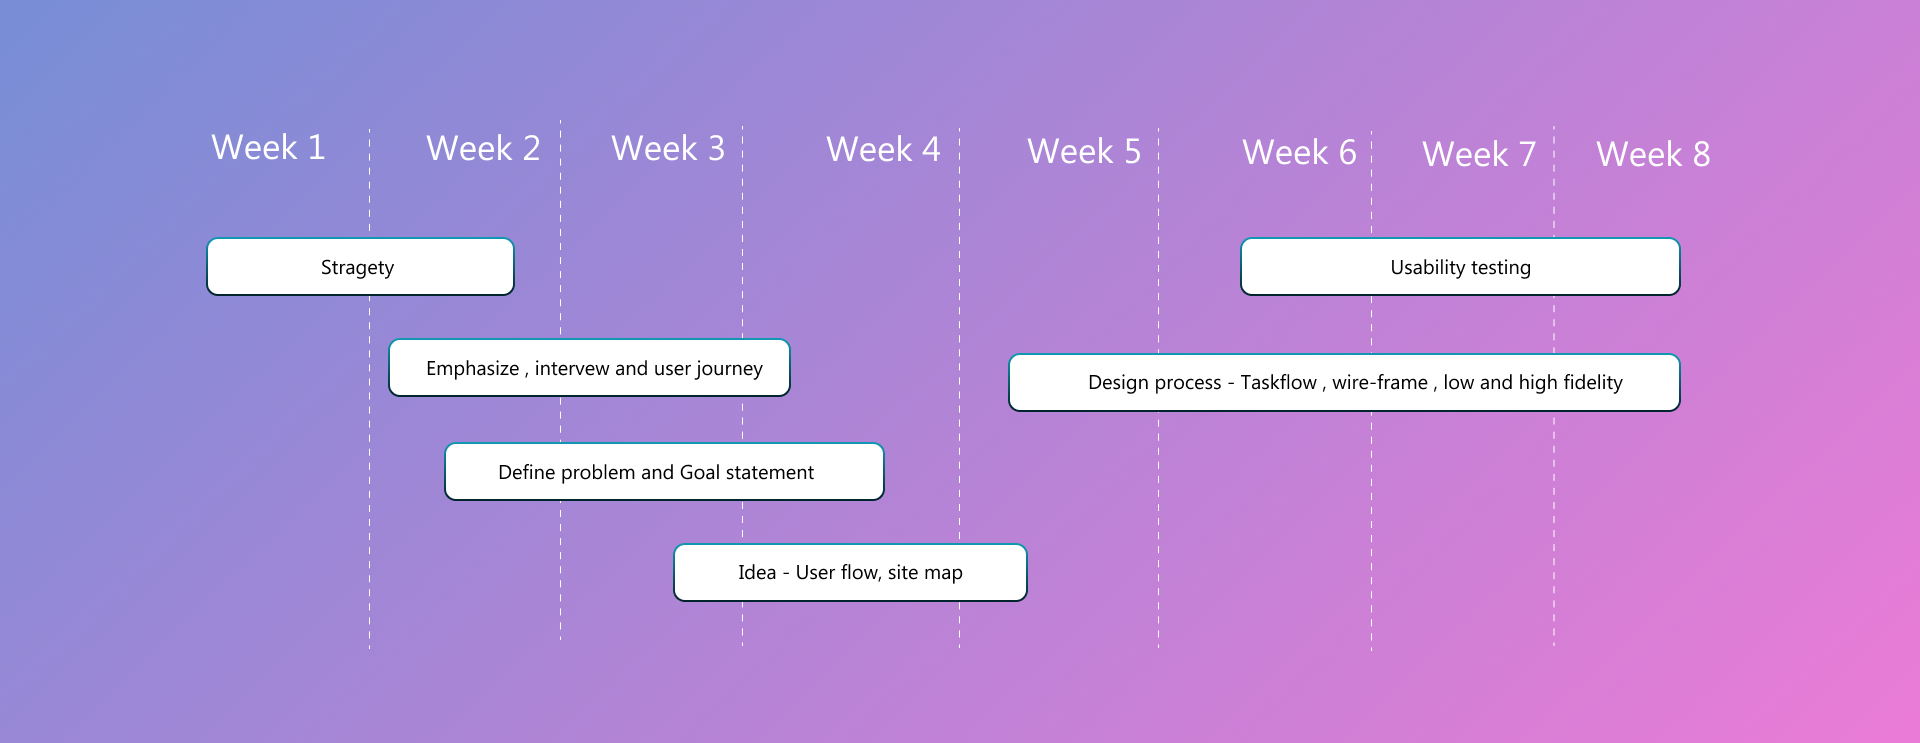 Week 1
Week 2
Week 3
Week 4
Week 5
Week 6
Week 7
Week 8
Stragety
Usability testing
Emphasize , intervew and user journey
Design process - Taskflow , wire-frame , low and high fidelity
Define problem and Goal statement
Idea - User flow, site map